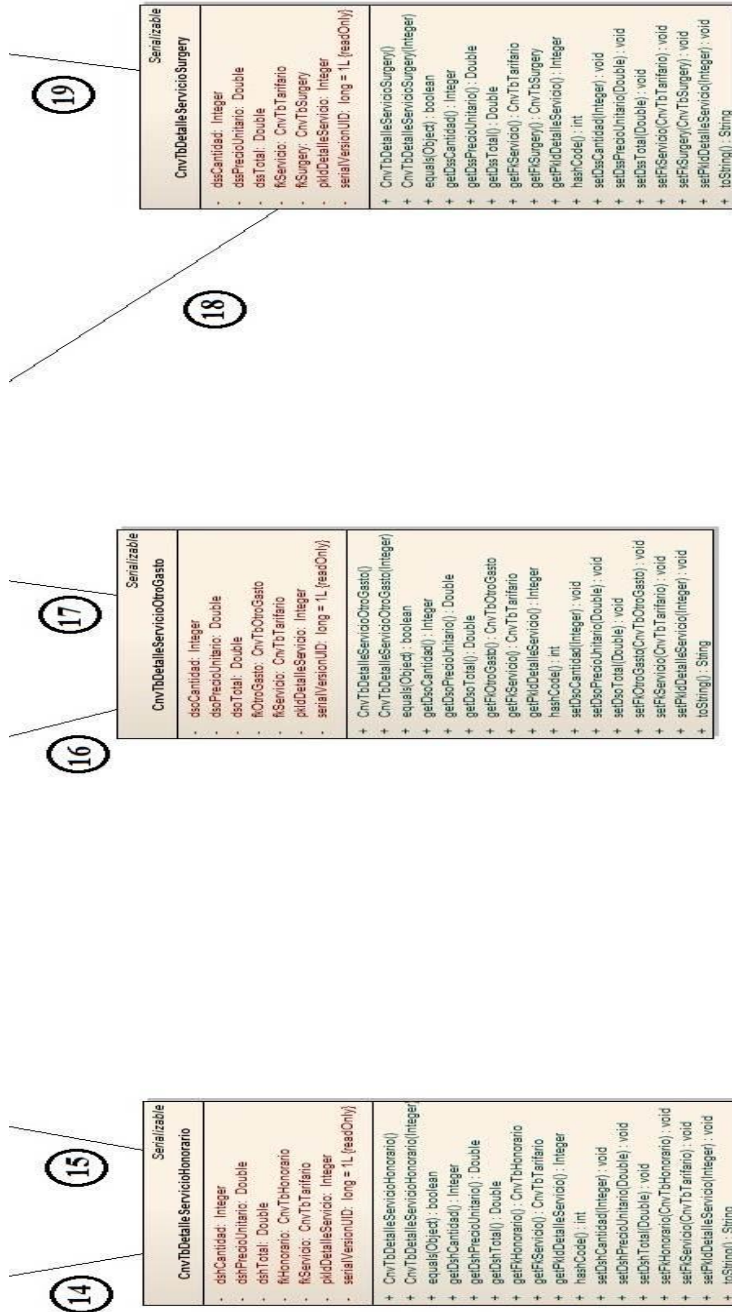 14
15
Serializable
CnvTbDetalleServicioHonorario
- dshCantidad: Integer
- dshPrecioUnitario: Double
- dshTotal: Double
- fkHonorario: CnvTbHonorario
- fkServicio: CnvTbTarifario
- pkIdDetalleServicio: Integer
- serialVersionUID: long = 1L {readOnly}
+ CnvTbDetalleServicioHonorario()
+ CnvTbDetalleServicioHonorario(Integer)
+ equals(Object) : boolean
+ getDshCantidad() : Integer
+ getDshPrecioUnitario() : Double
+ getDshTotal() : Double
+ getFkHonorario() : CnvTbHonorario
+ getFkServicio() : CnvTbTarifario
+ getPkIdDetalleServicio() : Integer
+ hashCode() : int
+ setDshCantidad(Integer) : void
+ setDshPrecioUnitario(Double) : void
+ setDshTotal(Double) : void
+ setFkHonorario(CnvTbHonorario) : void
+ setFkServicio(CnvTbTarifario) : void
+ setPkIdDetalleServicio(Integer) : void
+ toString() : String
16
17
Serializable
CnvTbDetalleServicioOtroGasto
- dsoCantidad: Integer
- dsoPrecioUnitario: Double
- dsoTotal: Double
- fkOtroGasto: CnvTbOtroGasto
- fkServicio: CnvTbTarifario
- pkIdDetalleServicio: Integer
- serialVersionUID: long = 1L {readOnly}
+ CnvTbDetalleServicioOtroGasto()
+ CnvTbDetalleServicioOtroGasto(Integer)
+ equals(Object) : boolean
+ getDsoCantidad() : Integer
+ getDsoPrecioUnitario() : Double
+ getDsoTotal() : Double
+ getFkOtroGasto() : CnvTbOtroGasto
+ getFkServicio() : CnvTbTarifario
+ getPkIdDetalleServicio() : Integer
+ hashCode() : int
+ setDsoCantidad(Integer) : void
+ setDsoPrecioUnitario(Double) : void
+ setDsoTotal(Double) : void
+ setFkOtroGasto(CnvTbOtroGasto) : void
+ setFkServicio(CnvTbTarifario) : void
+ setPkIdDetalleServicio(Integer) : void
+ toString() : String
18
19
Serializable
CnvTbDetalleServicioSurgery
- dssCantidad: Integer
- dssPrecioUnitario: Double
- dssTotal: Double
- fkServicio: CnvTbTarifario
- fkSurgery: CnvTbSurgery
- pkIdDetalleServicio: Integer
- serialVersionUID: long = 1L {readOnly}
+ CnvTbDetalleServicioSurgery()
+ CnvTbDetalleServicioSurgery(Integer)
+ equals(Object) : boolean
+ getDssCantidad() : Integer
+ getDssPrecioUnitario() : Double
+ getDssTotal() : Double
+ getFkServicio() : CnvTbTarifario
+ getFkSurgery() : CnvTbSurgery
+ getPkIdDetalleServicio() : Integer
+ hashCode() : int
+ setDssCantidad(Integer) : void
+ setDssPrecioUnitario(Double) : void
+ setDssTotal(Double) : void
+ setFkServicio(CnvTbTarifario) : void
+ setFkSurgery(CnvTbSurgery) : void
+ setPkIdDetalleServicio(Integer) : void
+ toString() : String